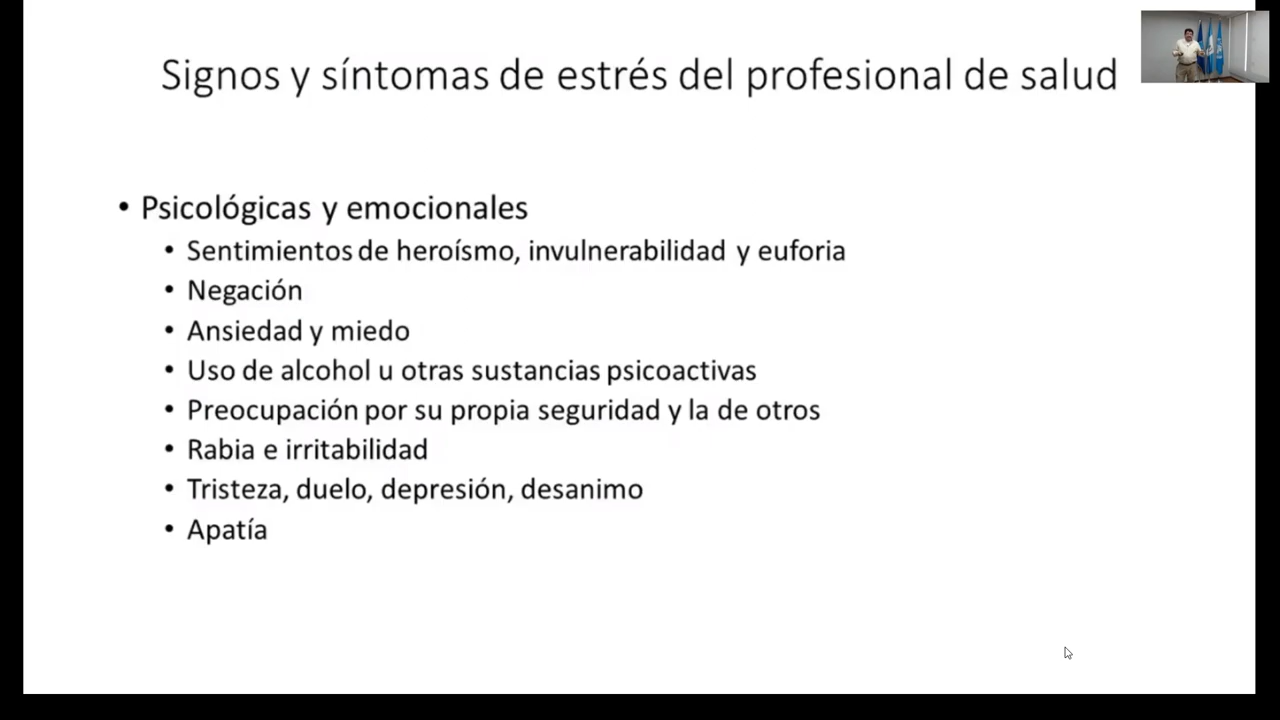 Signos y síntomas de estrés del profesional de salud
• Psicológicas y emocionales
• Sentimientos de heroísmo, invulnerabilidad y euforia
• Negación
• Ansiedad y miedo
• Uso de alcohol u otras sustancias psicoactivas
• Preocupación por su propia seguridad y la de otros
• Rabia e irritabilidad
• Tristeza, duelo, depresión, desanimo
• Apatía